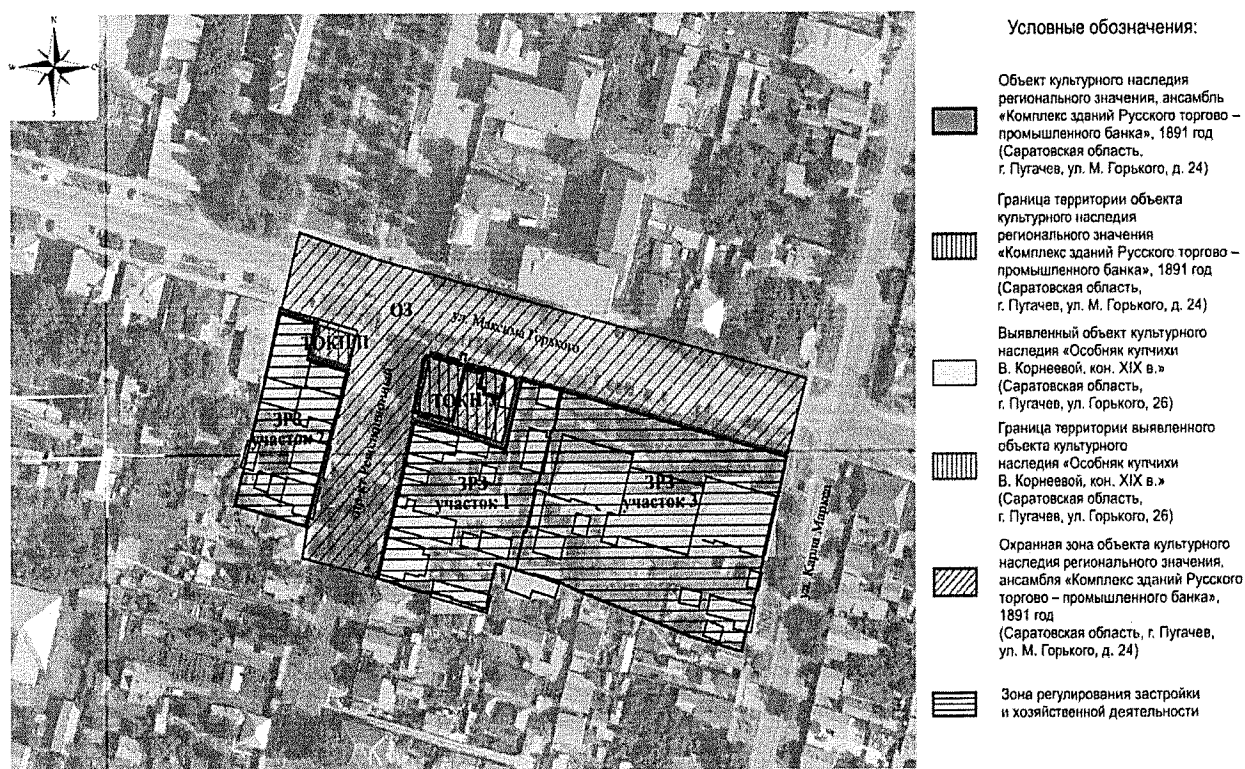 Условные обозначения:
Объект культурного наследия
регионального значения, ансамбль
«Комплекс зданий Русского торгово –
промышленного банка», 1891 год
(Саратовская область,
г. Пугачев, ул. М. Горького, д. 24)
Граница территории объекта
культурного наследия
регионального значения
«Комплекс зданий Русского торгово –
промышленного банка», 1891 год
(Саратовская область,
г. Пугачев, ул. М. Горького, д. 24)
Выявленный объект культурного
наследия «Особняк купчихи
В. Корнеевой, кон. XIX в.»
(Саратовская область,
г. Пугачев, ул. Горького, 26)
Граница территории выявленного
объекта культурного
наследия «Особняк купчихи
В. Корнеевой, кон. XIX в.»
(Саратовская область,
г. Пугачев, ул. Горького, 26)
Охранная зона объекта культурного
наследия регионального значения,
ансамбля «Комплекс зданий Русского
торгово – промышленного банка»,
1891 год
(Саратовская область, г. Пугачев,
ул. М. Горького, д. 24)
Зона регулирования застройки
и хозяйственной деятельности
N
S
ОЗ
ул. Максима Горького
ЗРЗ
участок 2
ЗРЗ
участок 1
ЗРЗ
участок 3
ул. Карла Маркса